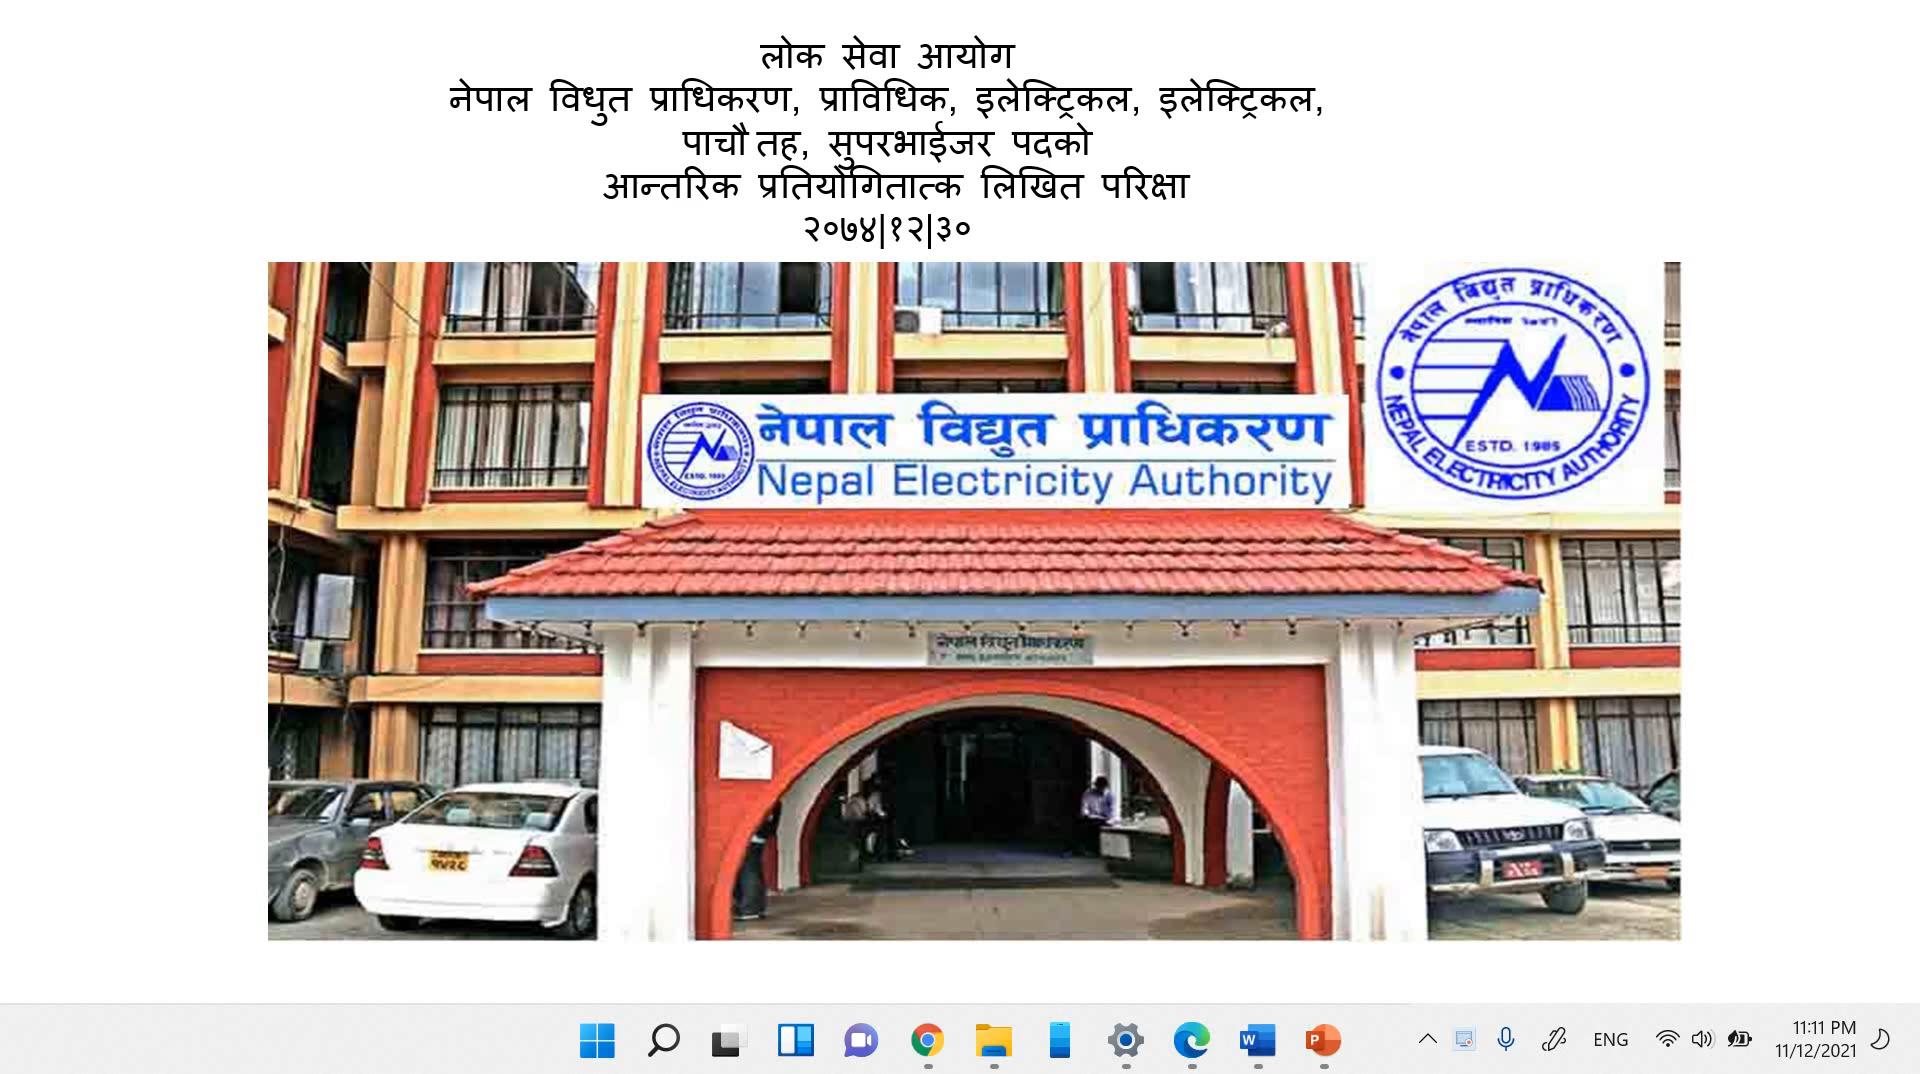 लोक सेवा आयोग
नेपाल विधुत प्राधिकरण, प्राविधिक, इलेक्ट्रिकल, इलेक्ट्रिकल,
पाचौ तह, सुपरभाईजर पदको
आन्तरिक प्रतियोगितात्क लिखित परिक्षा
२०७४|१२|३०
नेपाल विद्युत प्राधिकरण
ESTD. 1985
NEPAL ELECTRICITY AUTHORITY
नेपाल विद्युत प्राधिकरण
Nepal Electricity Authority
ENG
11:11 PM
11/12/2021